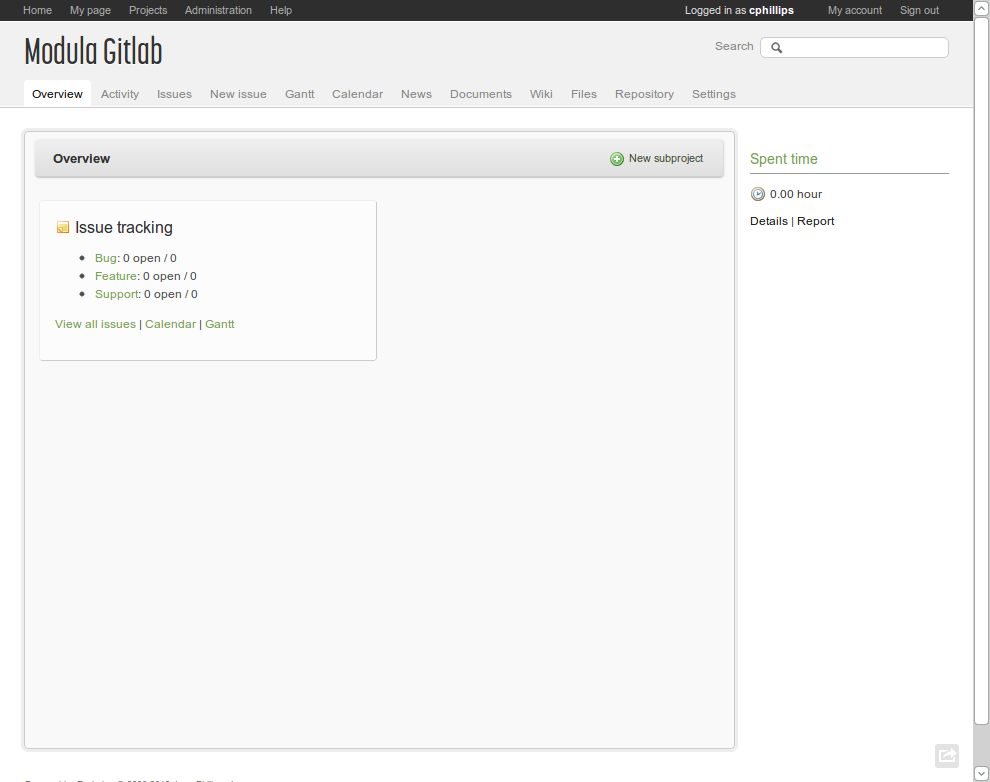 Home My page Projects Administration Help Logged in as cphillips My account Sign out
Modula Gitlab
Search
Overview Activity Issues New issue Gantt Calendar News Documents Wiki Files Repository Settings
Overview
New subproject
Issue tracking
Bug: 0 open / 0
Feature: 0 open / 0
Support: 0 open / 0
View all issues | Calendar | Gantt
Spent time
0.00 hour
Details | Report